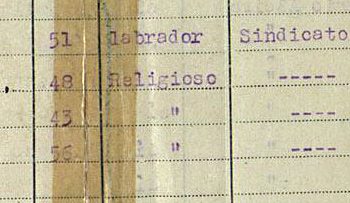 51 labrador Sindicato
48 Religioso " -----
43 " " ----
56 " " ----